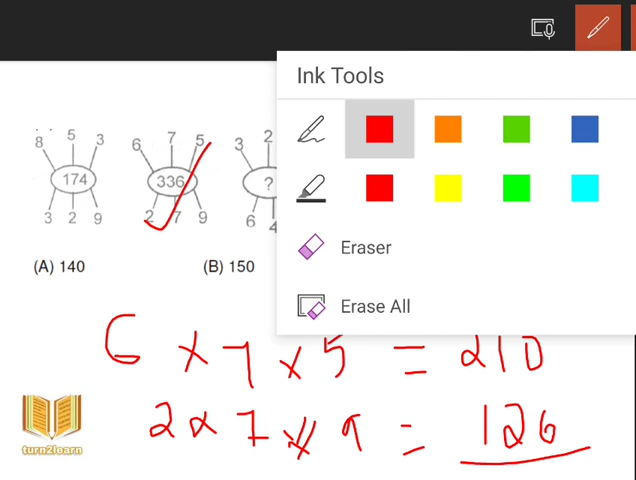 Ink Tools
8 5 3 6 7 5 3 2
174 336 ?
3 2 9 2 7 9 6 4
Eraser
(A) 140 (B) 150
Erase All
6 × 7 × 5 = 210
2 × 7 × 9 = 126
turn2learn